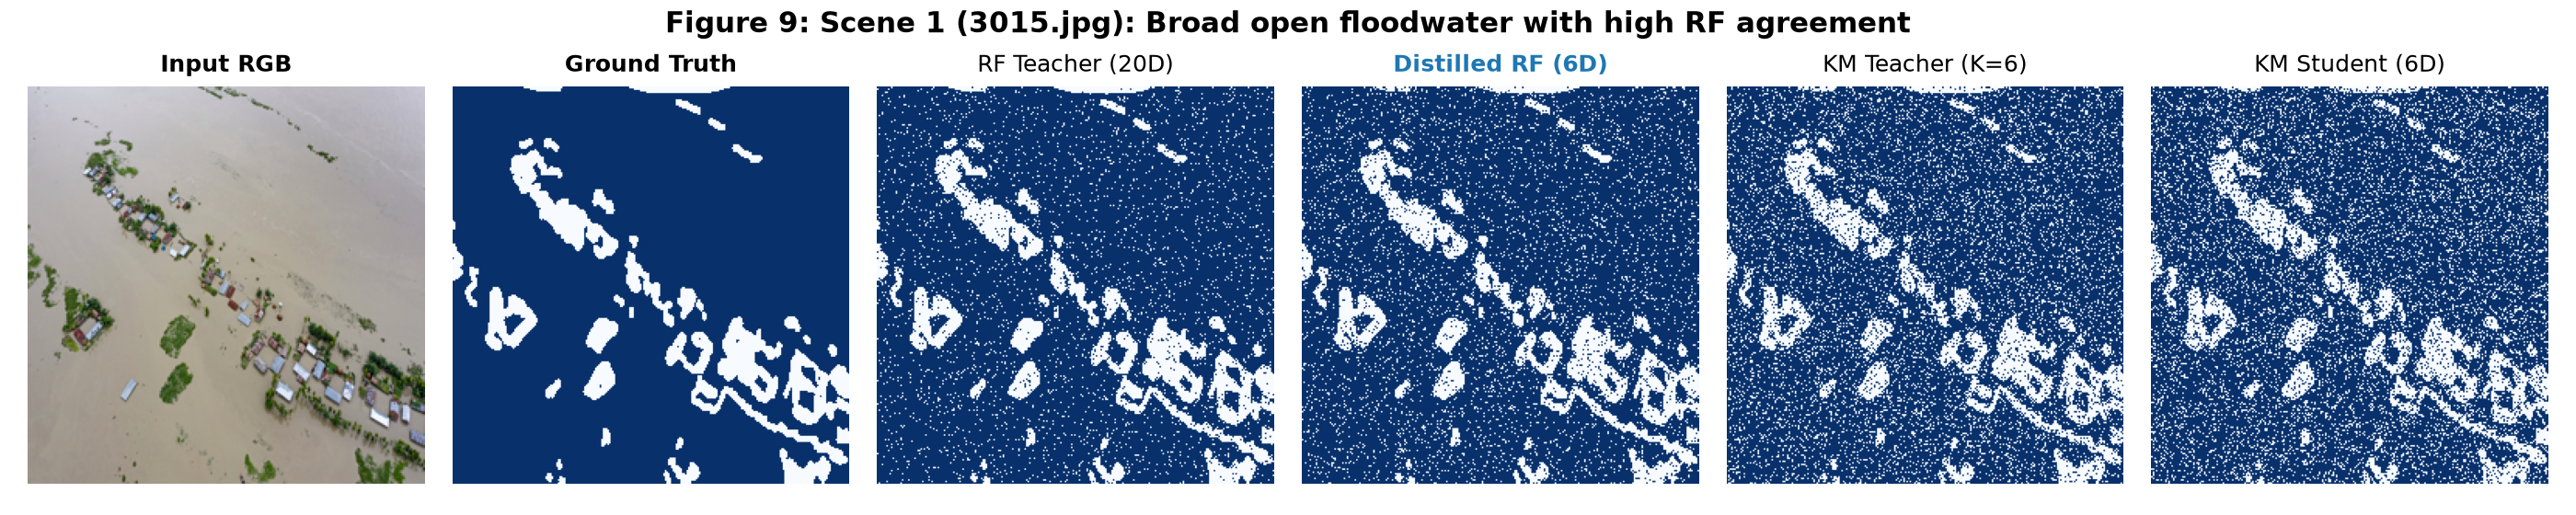 Figure 9: Scene 1 (3015.jpg): Broad open floodwater with high RF agreement
Input RGB
Ground Truth
RF Teacher (20D)
Distilled RF (6D)
KM Teacher (K=6)
KM Student (6D)